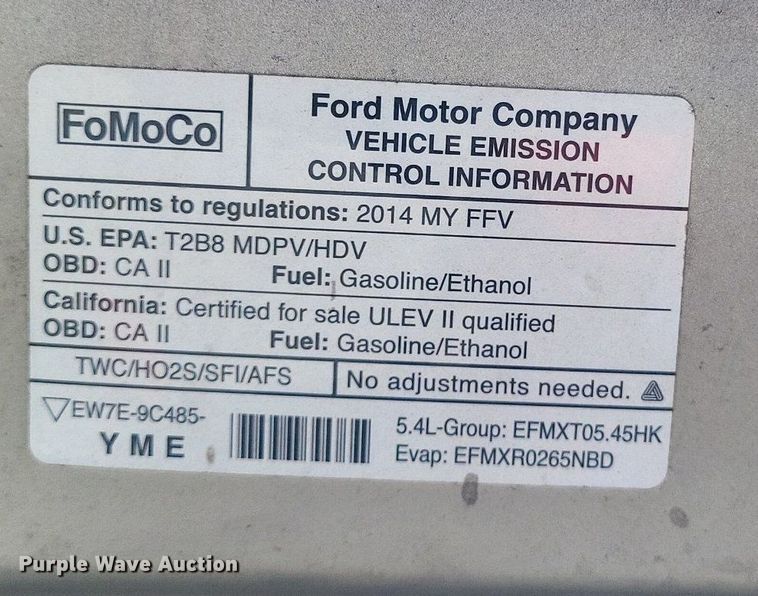 FoMoCo
Ford Motor Company
VEHICLE EMISSION
CONTROL INFORMATION
Conforms to regulations: 2014 MY FFV
U.S. EPA: T2B8 MDPV/HDV
OBD: CA II Fuel: Gasoline/Ethanol
California: Certified for sale ULEV II qualified
OBD: CA II Fuel: Gasoline/Ethanol
TWC/HO2S/SFI/AFS
No adjustments needed.
EW7E-9C485-
YME
5.4L-Group: EFMXT05.45HK
Evap: EFMXR0265NBD
Purple Wave Auction